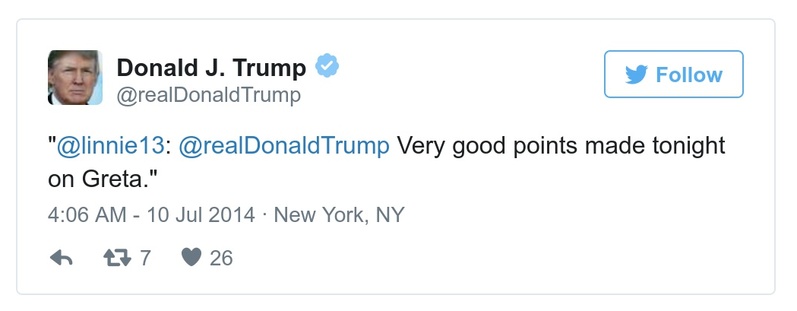 Donald J. Trump
@realDonaldTrump
Follow
"@linnie13: @realDonaldTrump Very good points made tonight
on Greta."
4:06 AM - 10 Jul 2014 · New York, NY
7 26